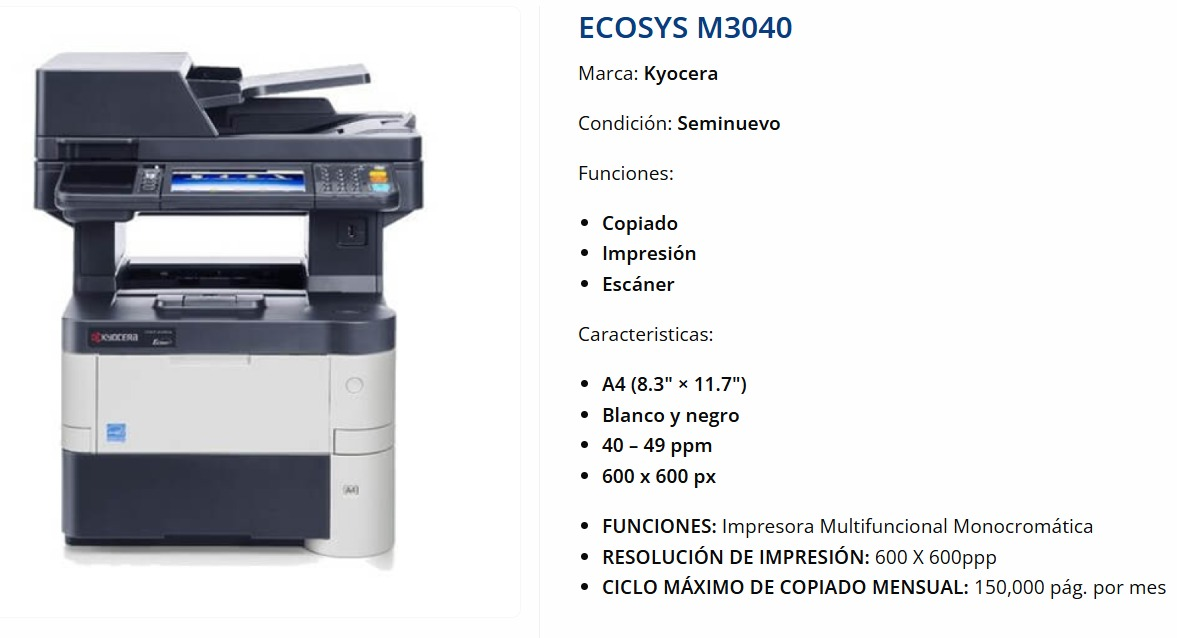 ECOSYS M3040
Marca: Kyocera
Condición: Seminuevo
Funciones:
• Copiado
• Impresión
• Escáner
Caracteristicas:
• A4 (8.3" × 11.7")
• Blanco y negro
• 40 – 49 ppm
• 600 x 600 px
• FUNCIONES: Impresora Multifuncional Monocromática
• RESOLUCIÓN DE IMPRESIÓN: 600 X 600ppp
• CICLO MÁXIMO DE COPIADO MENSUAL: 150,000 pág. por mes
KYOCERA
A4